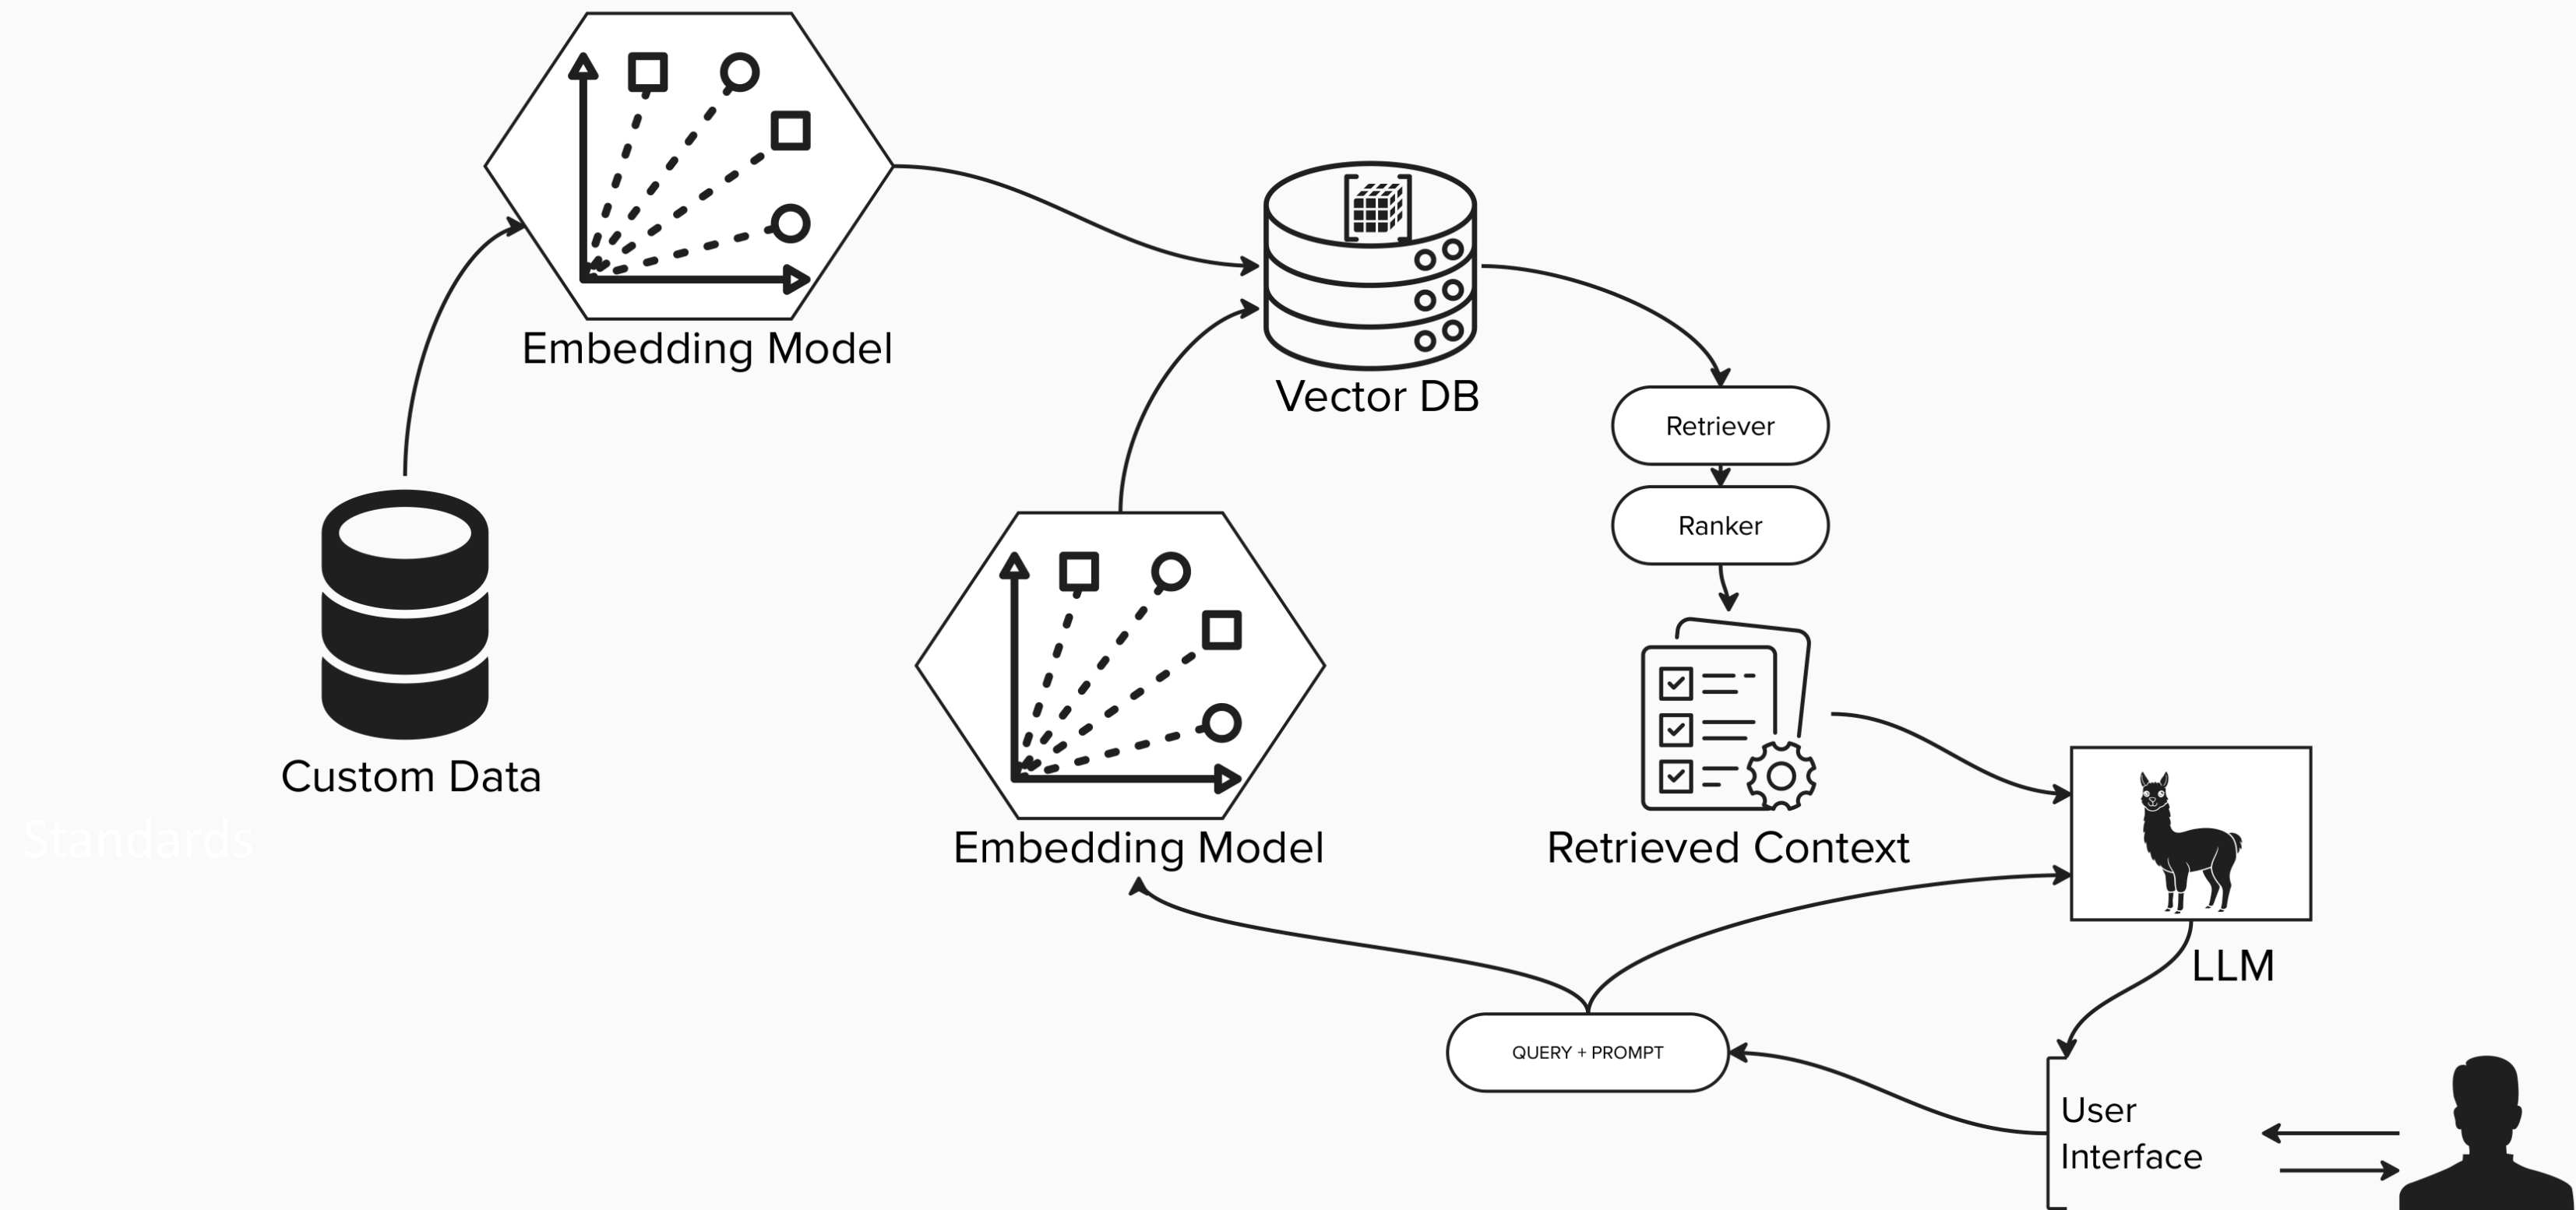 Embedding Model
Vector DB
Retriever
Ranker
Custom Data
Standards
Embedding Model
Retrieved Context
LLM
QUERY + PROMPT
User
Interface